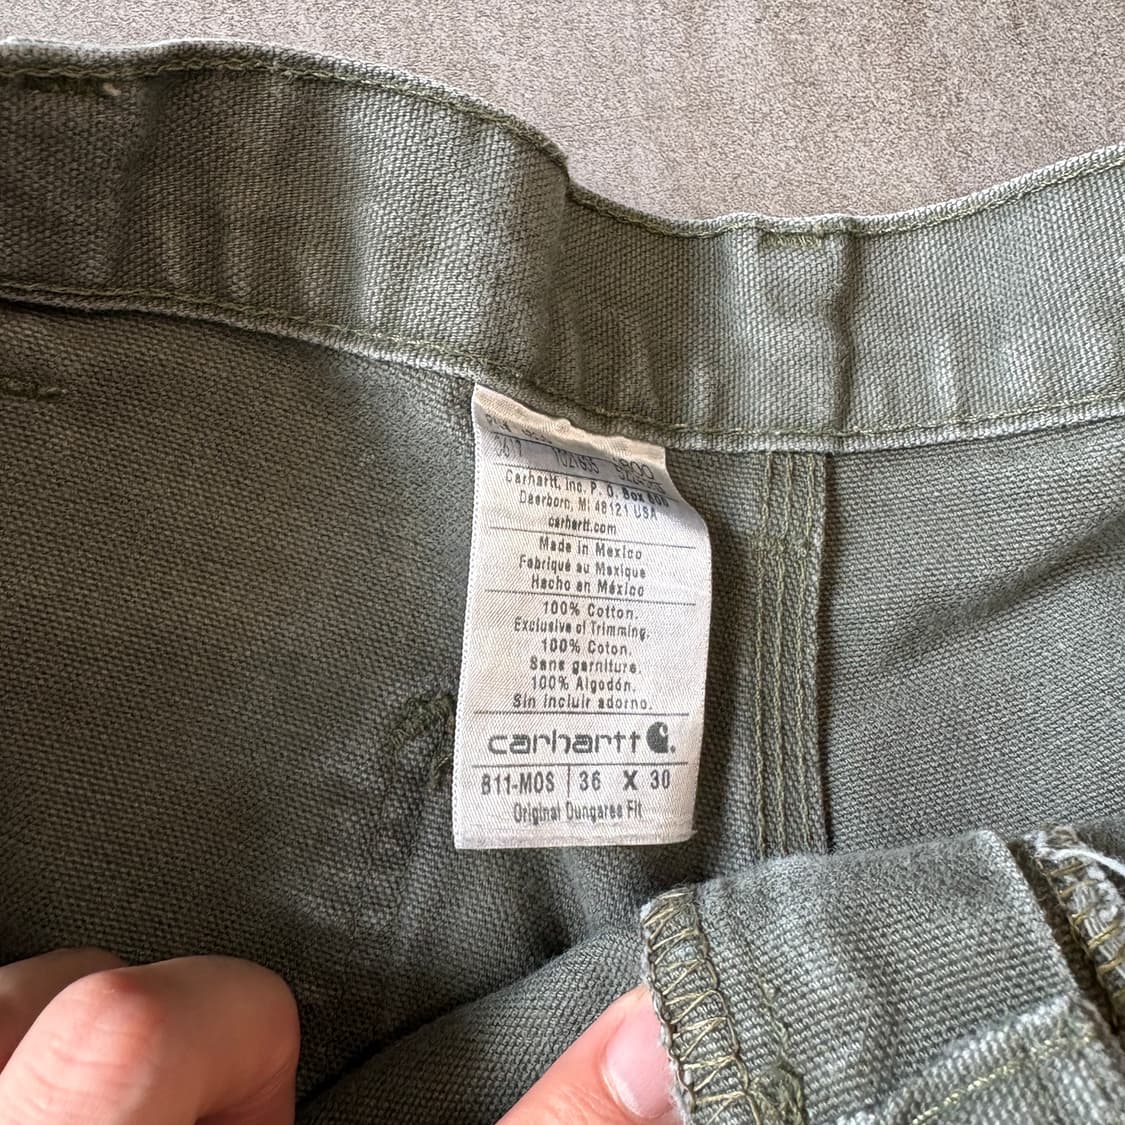 Carhartt, Inc. P. O. Box 600
Dearborn, MI 48121 USA
carhartt.com
Made in Mexico
Fabriqué au Mexique
Hecho en México
100% Cotton.
Exclusive of Trimming.
100% Coton.
Sans garniture.
100% Algodón.
Sin incluir adorno.
carhartt
B11-MOS 36 X 30
Original Dungaree Fit